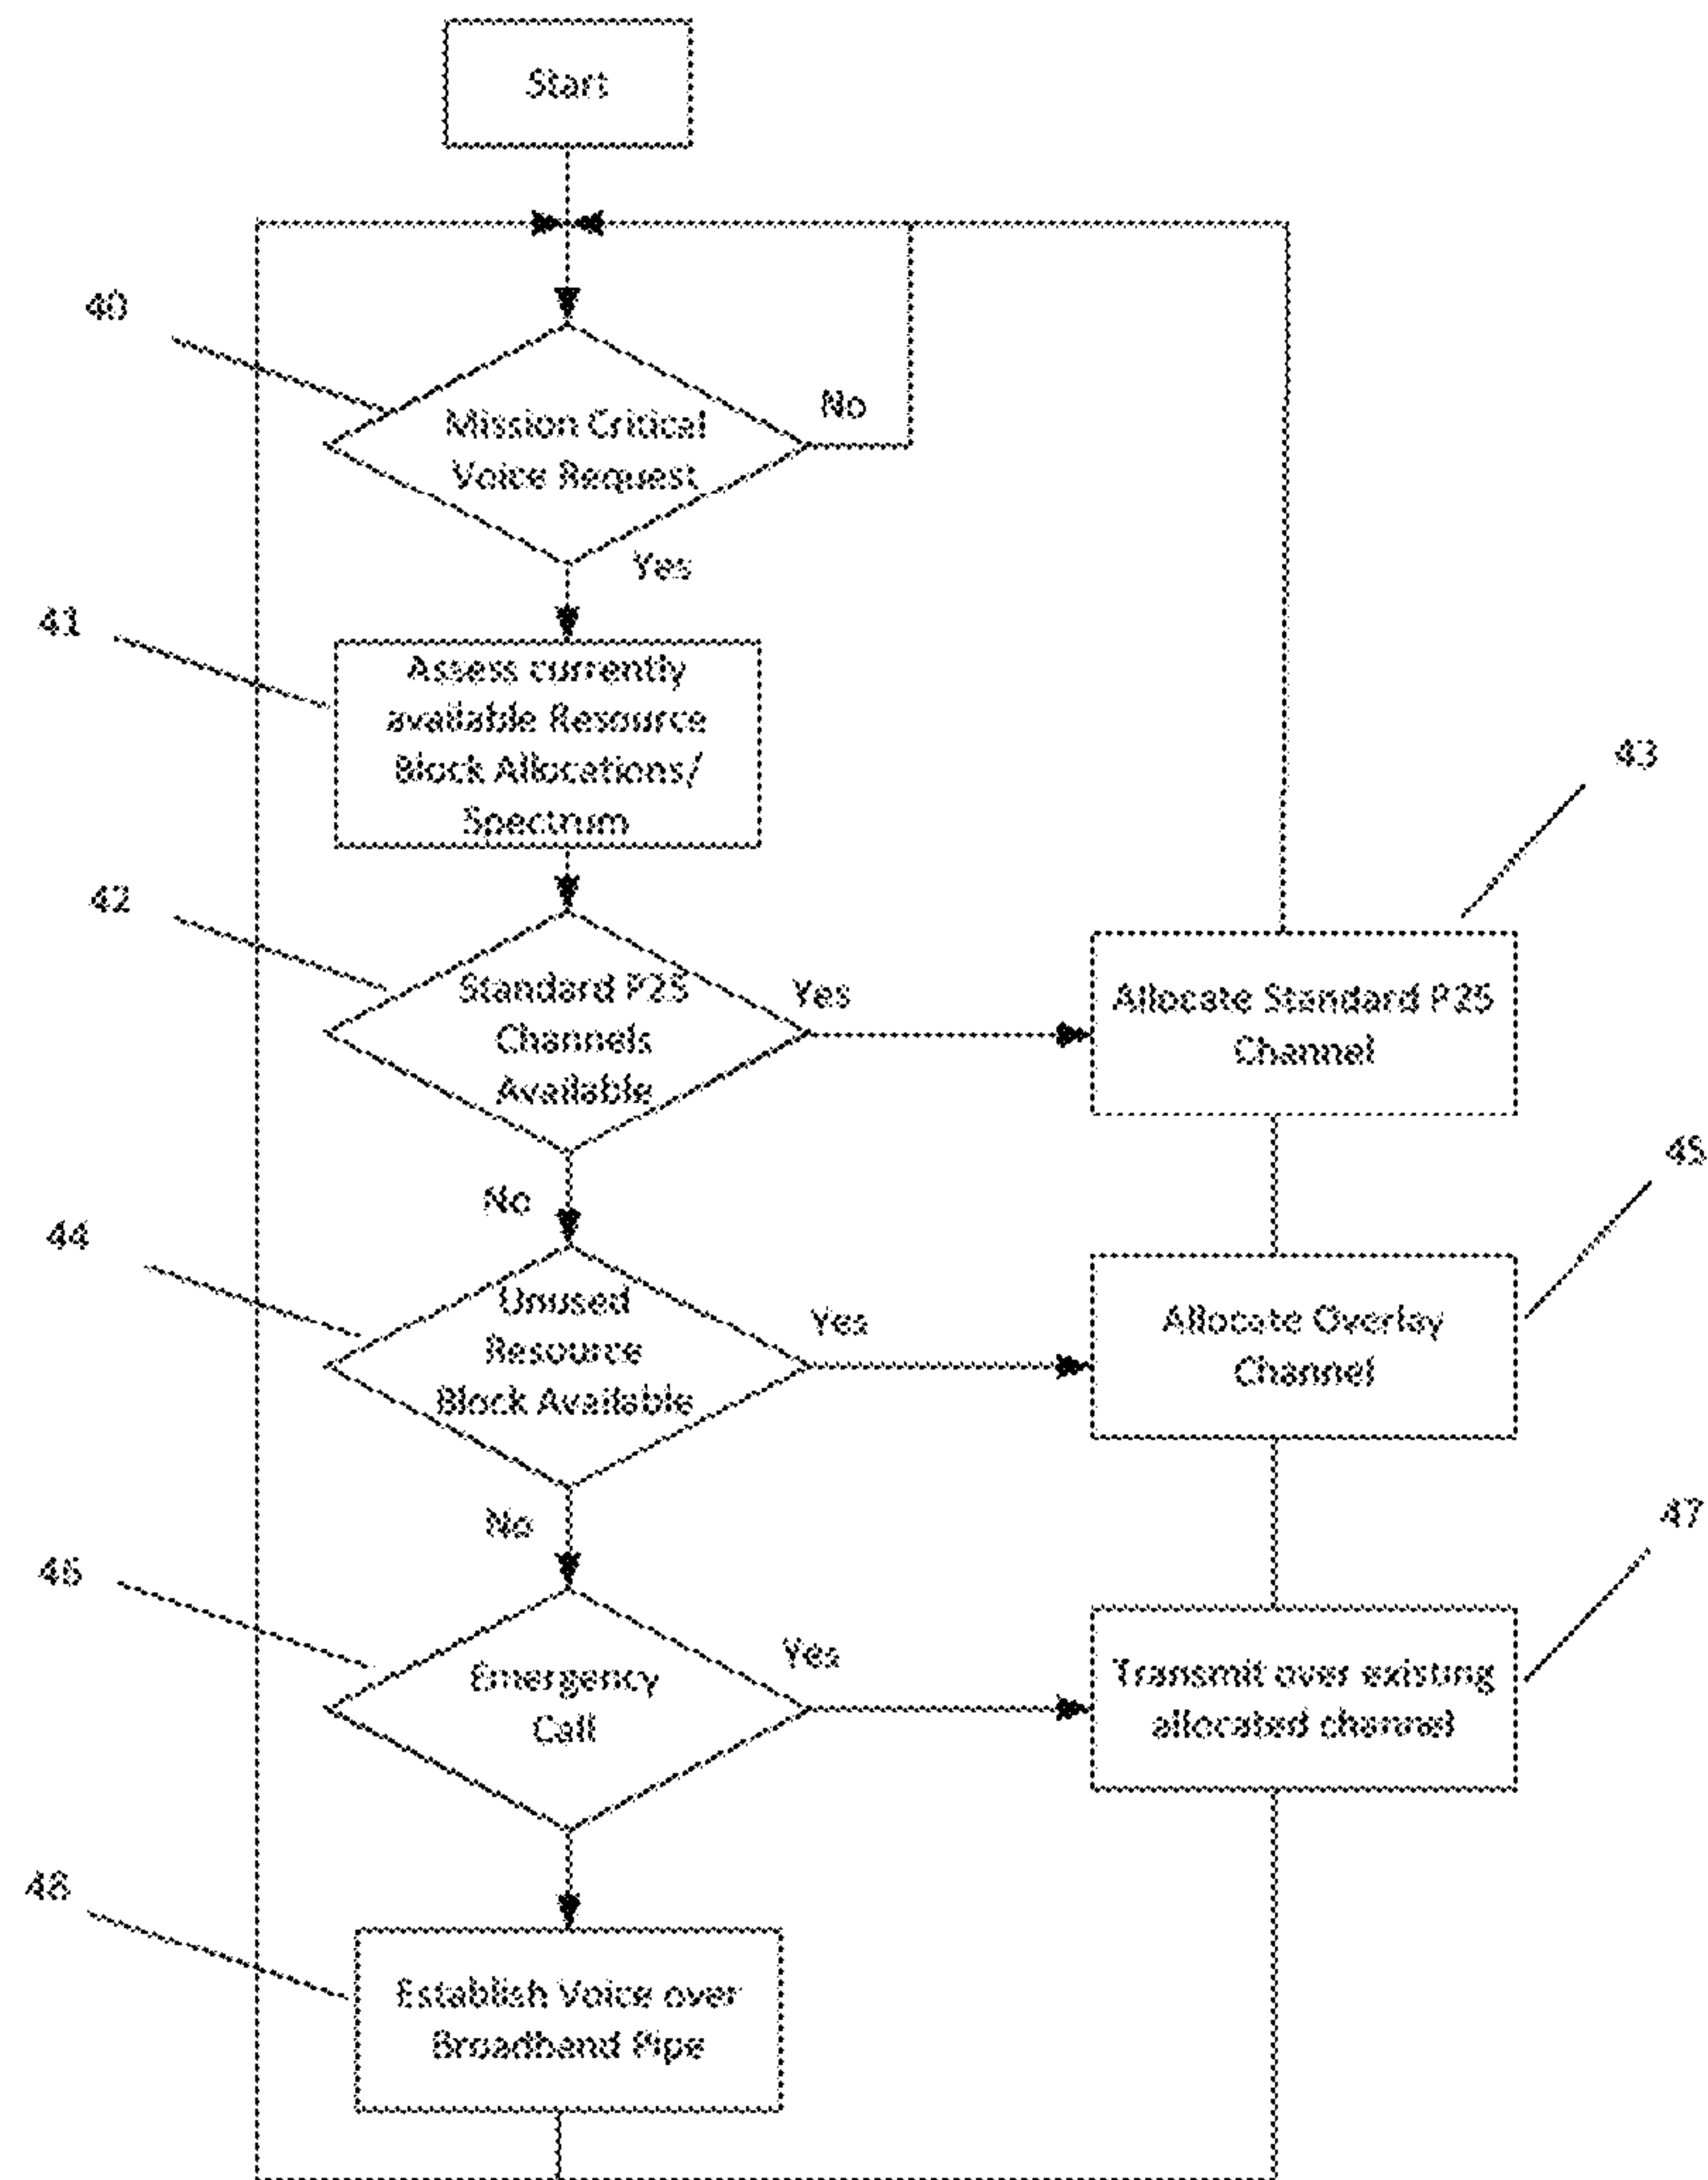 Start
40
Mission Critical
Voice Request
No
Yes
41
Assess currently
available Resource
Block Allocations/
Spectrum
43
42
Standard P25
Channels
Available
Yes
Allocate Standard P25
Channel
No
45
44
Unused
Resource
Block Available
Yes
Allocate Overlay
Channel
No
47
46
Emergency
Call
Yes
Transmit over existing
allocated channel
48
Establish Voice over
Broadband Pipe